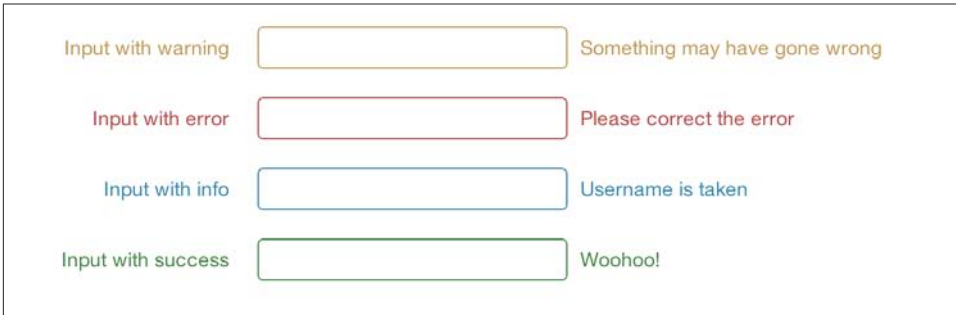 Input with warning Something may have gone wrong
Input with error Please correct the error
Input with info Username is taken
Input with success Woohoo!